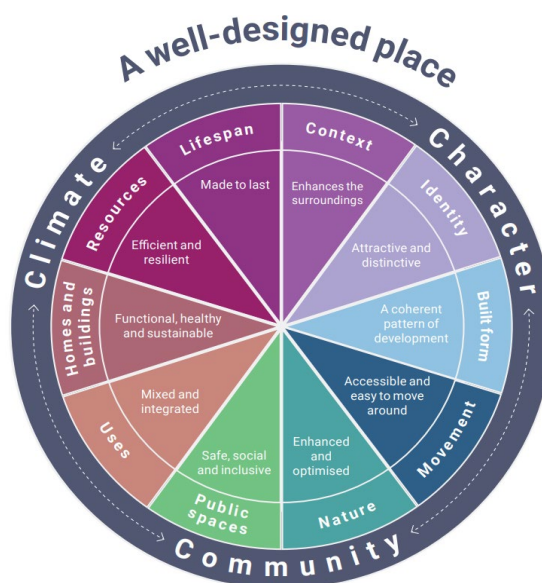 A well-designed place
Climate
Character
Community
Context
Enhances the
surroundings
Identity
Attractive and
distinctive
Built form
A coherent
pattern of
development
Movement
Accessible and
easy to move
around
Nature
Enhanced
and
optimised
Public
spaces
Safe, social
and inclusive
Uses
Mixed and
integrated
Homes and
buildings
Functional, healthy
and sustainable
Resources
Efficient and
resilient
Lifespan
Made to last